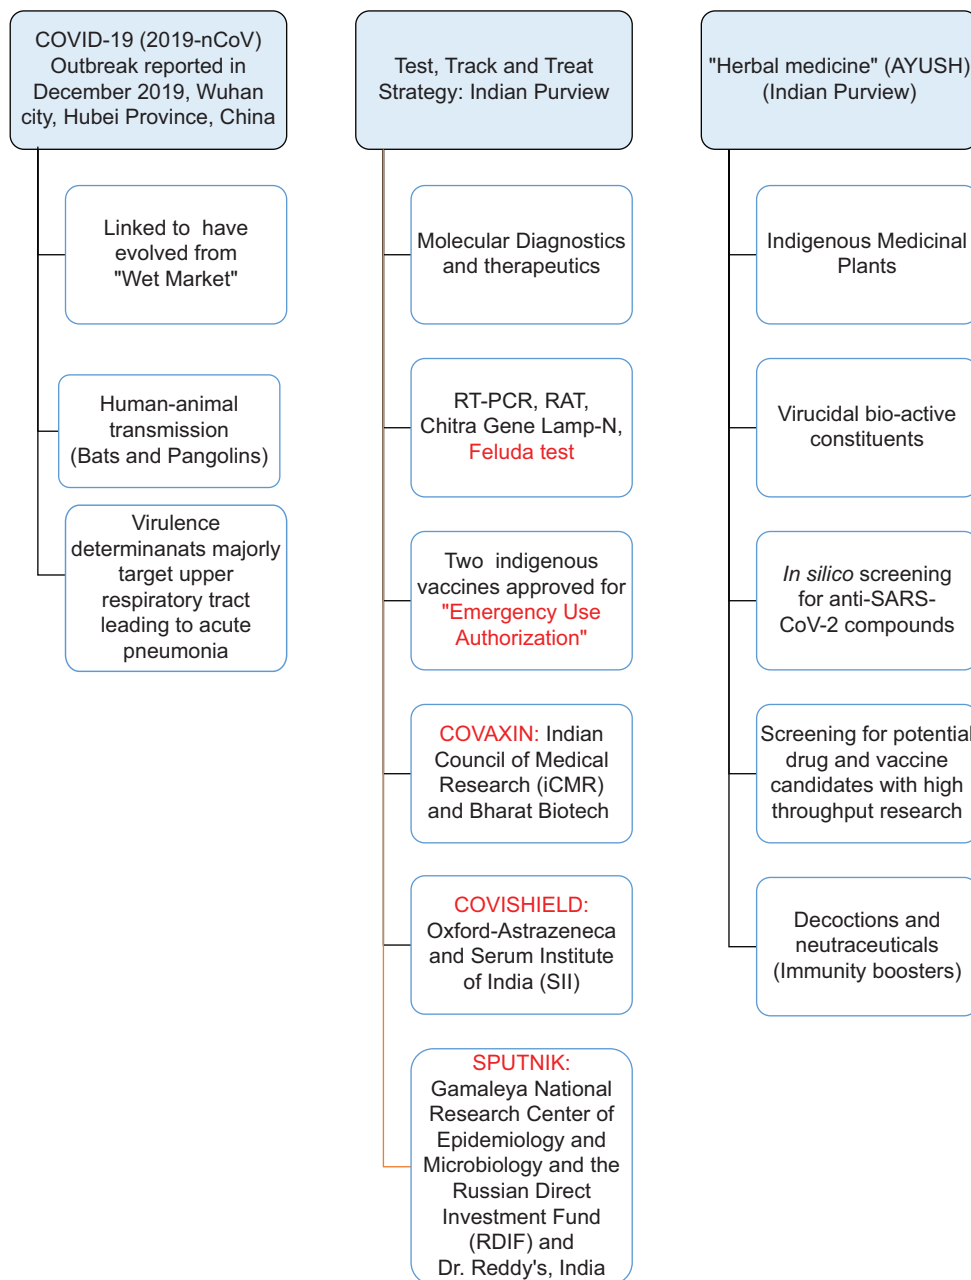 COVID-19 (2019-nCoV)
Outbreak reported in
December 2019, Wuhan
city, Hubei Province, China
Linked to have
evolved from
"Wet Market"
Human-animal
transmission
(Bats and Pangolins)
Virulence
determinanats majorly
target upper
respiratory tract
leading to acute
pneumonia
Test, Track and Treat
Strategy: Indian Purview
Molecular Diagnostics
and therapeutics
RT-PCR, RAT,
Chitra Gene Lamp-N,
Feluda test
Two indigenous
vaccines approved for
"Emergency Use
Authorization"
COVAXIN: Indian
Council of Medical
Research (iCMR)
and Bharat Biotech
COVISHIELD:
Oxford-Astrazeneca
and Serum Institute
of India (SII)
SPUTNIK:
Gamaleya National
Research Center of
Epidemiology and
Microbiology and the
Russian Direct
Investment Fund
(RDIF) and
Dr. Reddy's, India
"Herbal medicine" (AYUSH)
(Indian Purview)
Indigenous Medicinal
Plants
Virucidal bio-active
constituents
In silico screening
for anti-SARS-
CoV-2 compounds
Screening for potential
drug and vaccine
candidates with high
throughput research
Decoctions and
neutraceuticals
(Immunity boosters)